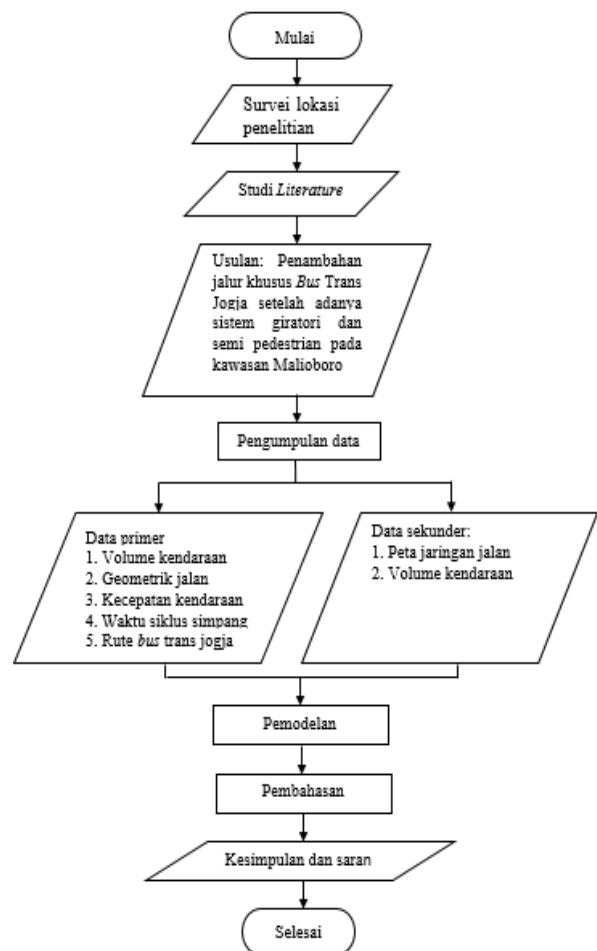 Mulai
Survei lokasi
penelitian
Studi Literature
Usulan: Penambahan
jalur khusus Bus Trans
Jogja setelah adanya
sistem giratori dan
semi pedestrian pada
kawasan Malioboro
Pengumpulan data
Data primer
1. Volume kendaraan
2. Geometrik jalan
3. Kecepatan kendaraan
4. Waktu siklus simpang
5. Rute bus trans jogja
Data sekunder:
1. Peta jaringan jalan
2. Volume kendaraan
Pemodelan
Pembahasan
Kesimpulan dan saran
Selesai